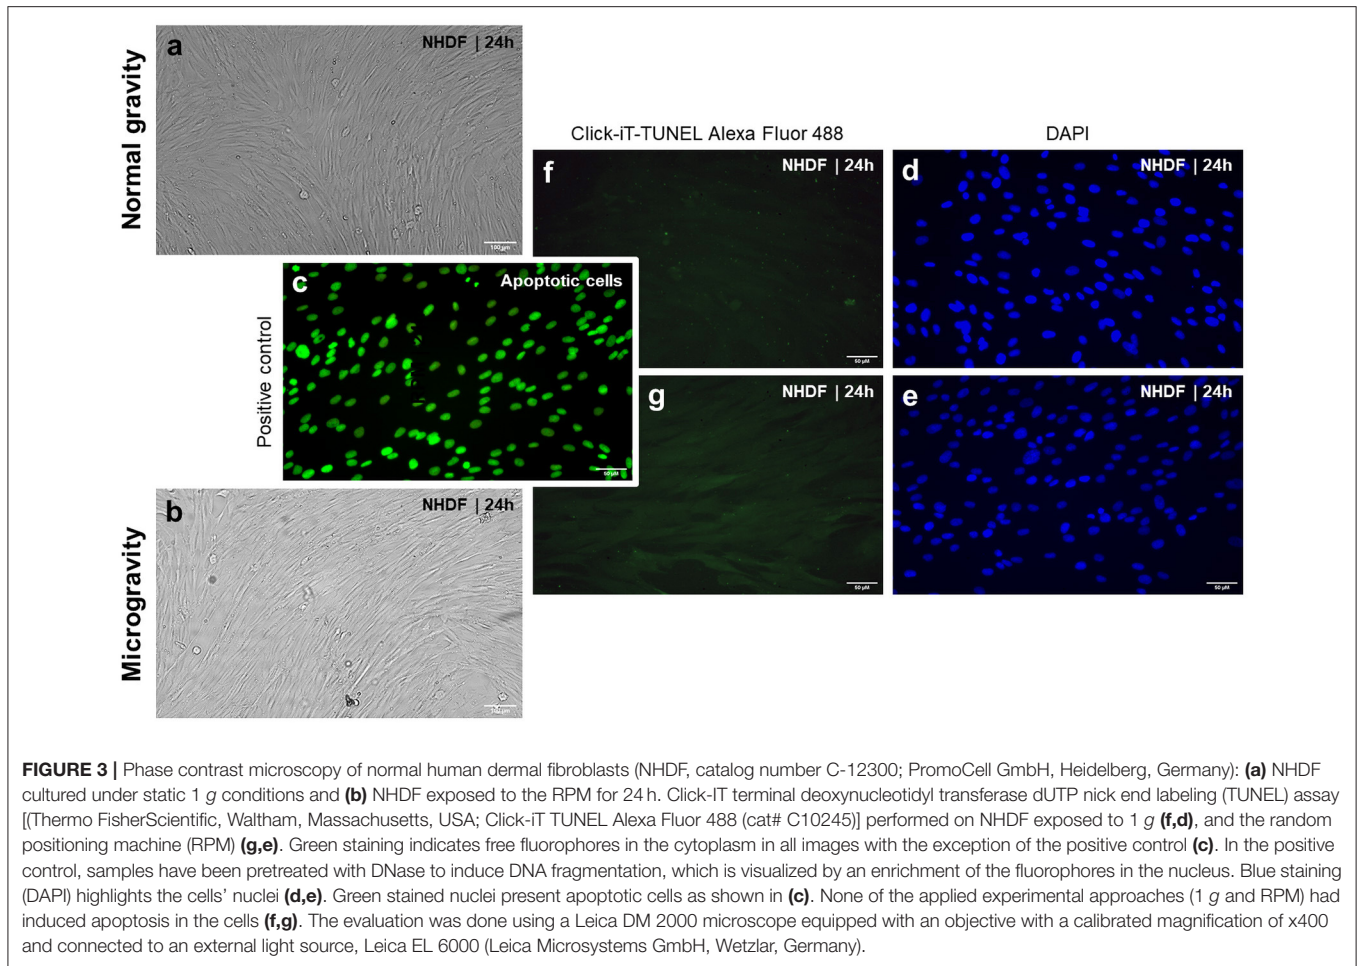 Normal gravity
a
NHDF | 24h
100 µm
Click-iT-TUNEL Alexa Fluor 488
DAPI
f
NHDF | 24h
50 µM
d
NHDF | 24h
Positive control
c
Apoptotic cells
50 µM
g
NHDF | 24h
50 µM
e
NHDF | 24h
50 µM
Microgravity
b
NHDF | 24h
FIGURE 3 | Phase contrast microscopy of normal human dermal fibroblasts (NHDF, catalog number C-12300; PromoCell GmbH, Heidelberg, Germany): (a) NHDF
cultured under static 1 g conditions and (b) NHDF exposed to the RPM for 24 h. Click-IT terminal deoxynucleotidyl transferase dUTP nick end labeling (TUNEL) assay
[(Thermo FisherScientific, Waltham, Massachusetts, USA; Click-iT TUNEL Alexa Fluor 488 (cat# C10245)] performed on NHDF exposed to 1 g (f,d), and the random
positioning machine (RPM) (g,e). Green staining indicates free fluorophores in the cytoplasm in all images with the exception of the positive control (c). In the positive
control, samples have been pretreated with DNase to induce DNA fragmentation, which is visualized by an enrichment of the fluorophores in the nucleus. Blue staining
(DAPI) highlights the cells' nuclei (d,e). Green stained nuclei present apoptotic cells as shown in (c). None of the applied experimental approaches (1 g and RPM) had
induced apoptosis in the cells (f,g). The evaluation was done using a Leica DM 2000 microscope equipped with an objective with a calibrated magnification of x400
and connected to an external light source, Leica EL 6000 (Leica Microsystems GmbH, Wetzlar, Germany).